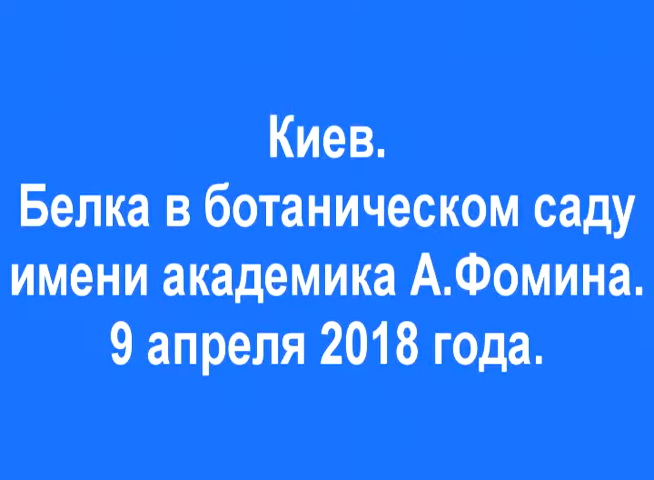 Киев.
Белка в ботаническом саду
имени академика А.Фомина.
9 апреля 2018 года.